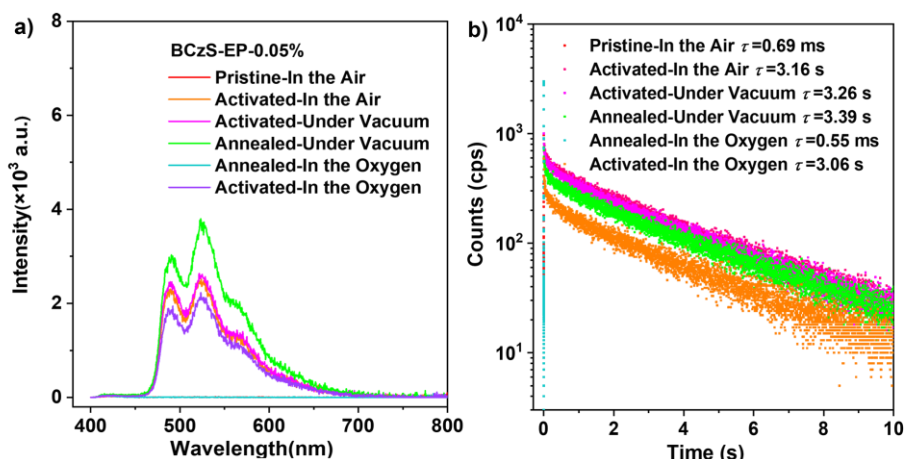 a)
BCzS-EP-0.05%
Pristine-In the Air
Activated-In the Air
Activated-Under Vacuum
Annealed-Under Vacuum
Annealed-In the Oxygen
Activated-In the Oxygen
Intensity(×10³ a.u.)
8
6
4
2
0
400 500 600 700 800
Wavelength(nm)
b)
Pristine-In the Air τ=0.69 ms
Activated-In the Air τ=3.16 s
Activated-Under Vacuum τ=3.26 s
Annealed-Under Vacuum τ=3.39 s
Annealed-In the Oxygen τ=0.55 ms
Activated-In the Oxygen τ=3.06 s
Counts (cps)
10⁴
10³
10²
10¹
0 2 4 6 8 10
Time (s)